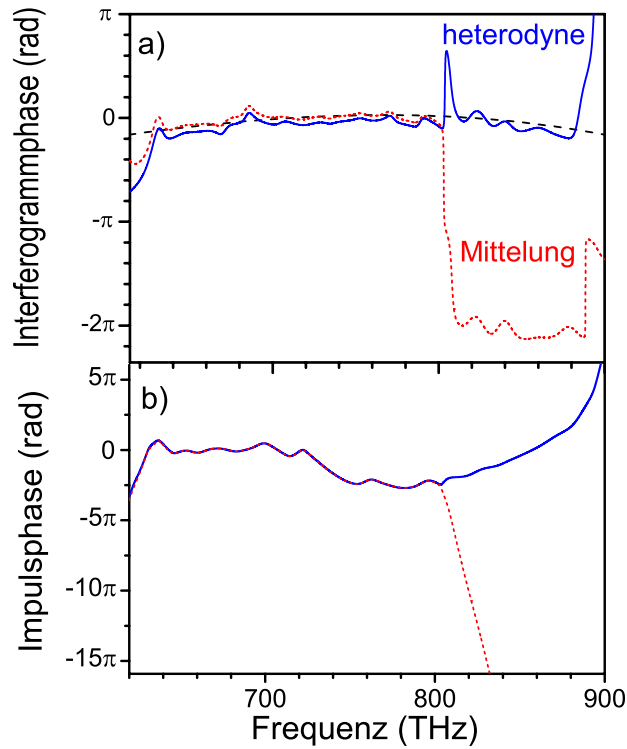 π
a)
heterodyne
0
-π
Mittelung
-2π
Interferogrammphase (rad)
5π
b)
0
-5π
-10π
-15π
Impulsphase (rad)
700
800
900
Frequenz (THz)